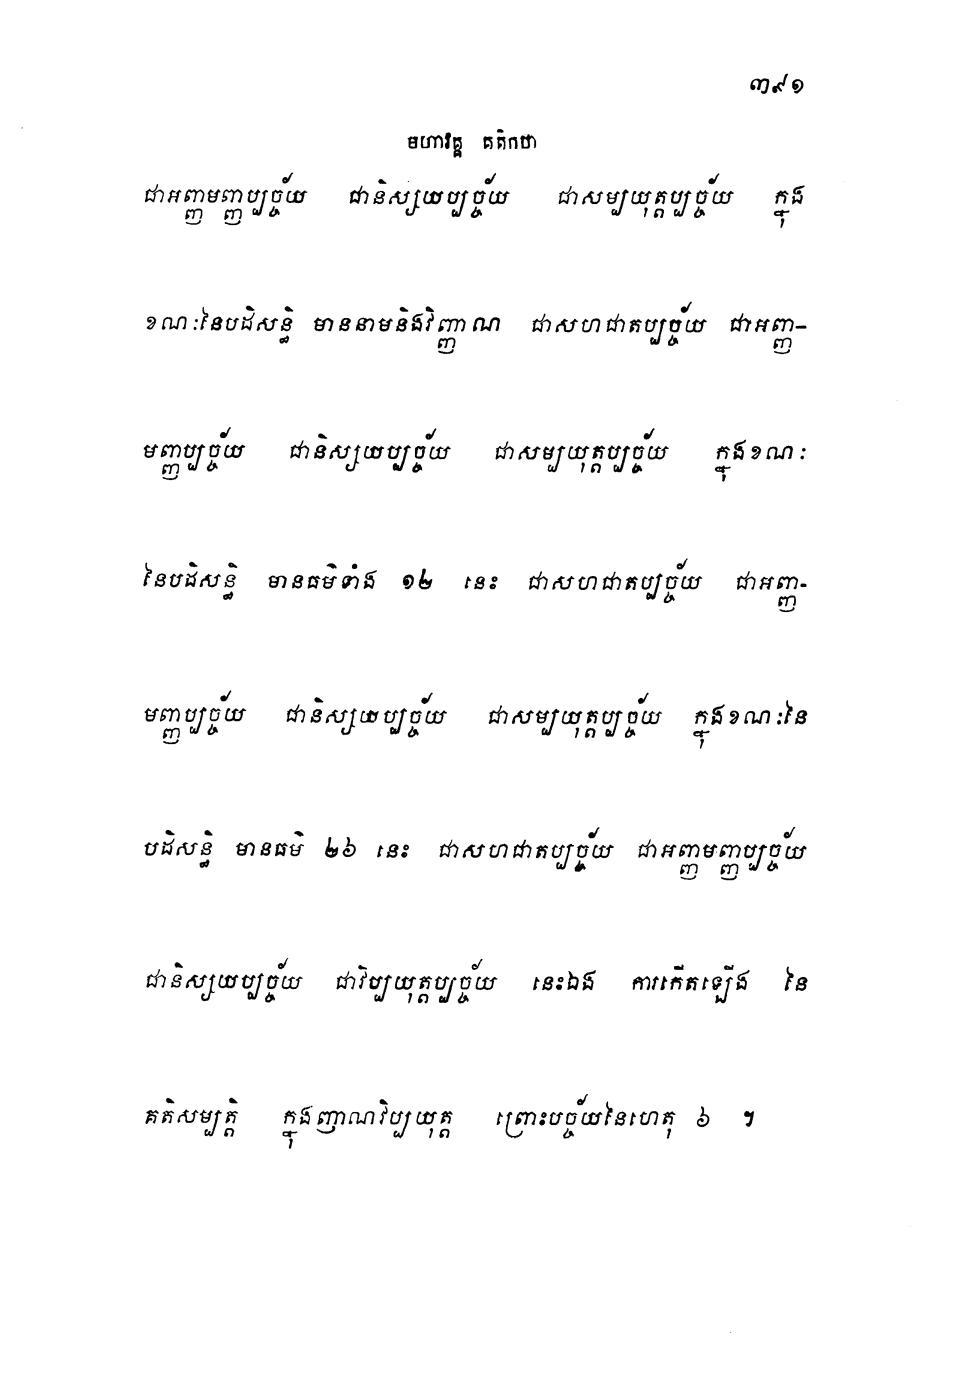 ៣៩១
មហាវគ្គ គតិកថា
ជាអញ្ញមញ្ញប្បច្ច័យ ជានិស្សយប្បច្ច័យ ជាសម្បយុត្តប្បច្ច័យ ក្នុង
ខណៈនៃបដិសន្ធិ មាននាមនិងវិញ្ញាណ ជាសហជាតប្បច្ច័យ ជាអញ្ញ-
មញ្ញប្បច្ច័យ ជានិស្សយប្បច្ច័យ ជាសម្បយុត្តប្បច្ច័យ ក្នុងខណៈ
នៃបដិសន្ធិ មានធម៌ទាំង ១២ នេះ ជាសហជាតប្បច្ច័យ ជាអញ្ញ-
មញ្ញប្បច្ច័យ ជានិស្សយប្បច្ច័យ ជាសម្បយុត្តប្បច្ច័យ ក្នុងខណៈនៃ
បដិសន្ធិ មានធម៌ ២៦ នេះ ជាសហជាតប្បច្ច័យ ជាអញ្ញមញ្ញប្បច្ច័យ
ជានិស្សយប្បច្ច័យ ជាវិប្បយុត្តប្បច្ច័យ នេះឯង ការកើតឡើង នៃ
គតិសម្បត្តិ ក្នុងញាណវិប្បយុត្ត ព្រោះបច្ច័យនៃហេតុ ៦ ។